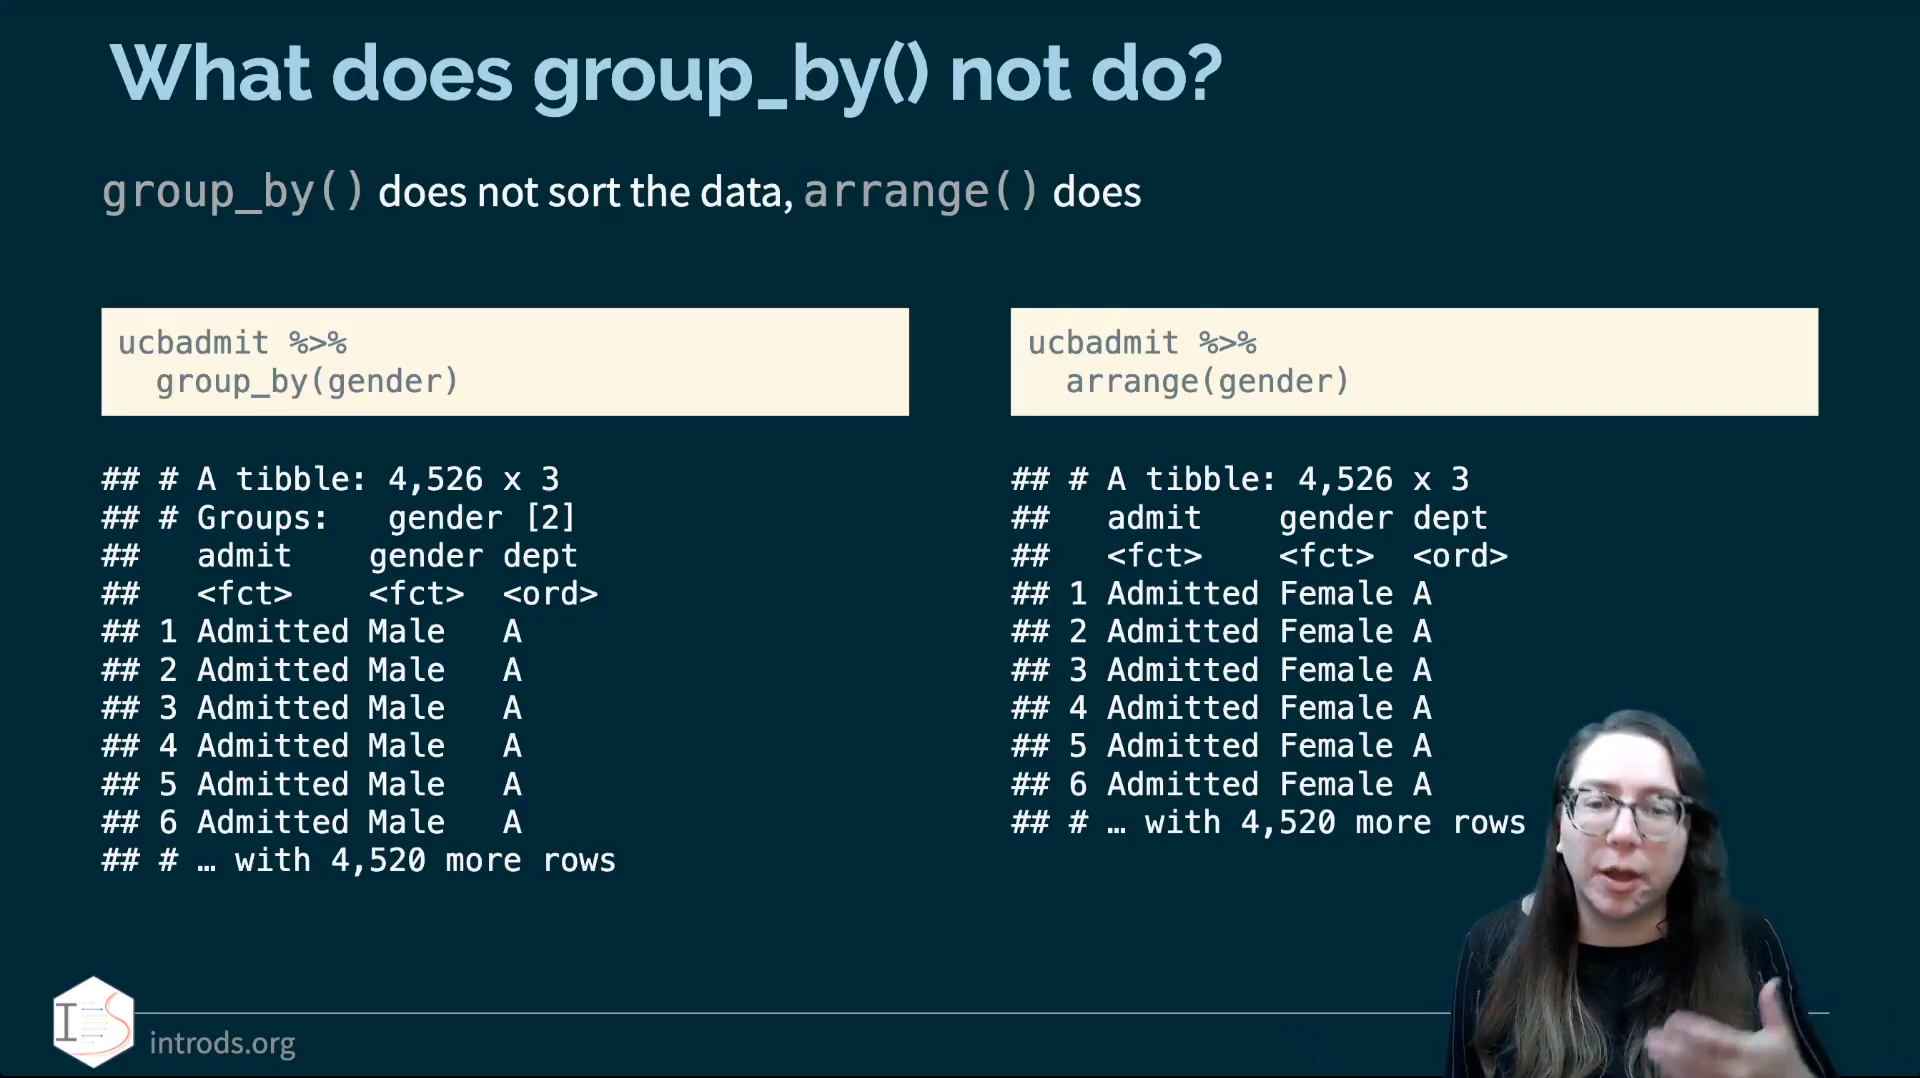 What does group_by() not do?
group_by() does not sort the data, arrange() does
ucbadmit %>%
  group_by(gender)
## # A tibble: 4,526 x 3
## # Groups:   gender [2]
##   admit    gender dept
##   <fct>    <fct>  <ord>
## 1 Admitted Male   A
## 2 Admitted Male   A
## 3 Admitted Male   A
## 4 Admitted Male   A
## 5 Admitted Male   A
## 6 Admitted Male   A
## # … with 4,520 more rows
ucbadmit %>%
  arrange(gender)
## # A tibble: 4,526 x 3
##   admit    gender dept
##   <fct>    <fct>  <ord>
## 1 Admitted Female A
## 2 Admitted Female A
## 3 Admitted Female A
## 4 Admitted Female A
## 5 Admitted Female A
## 6 Admitted Female A
## # … with 4,520 more rows
IDS
introds.org